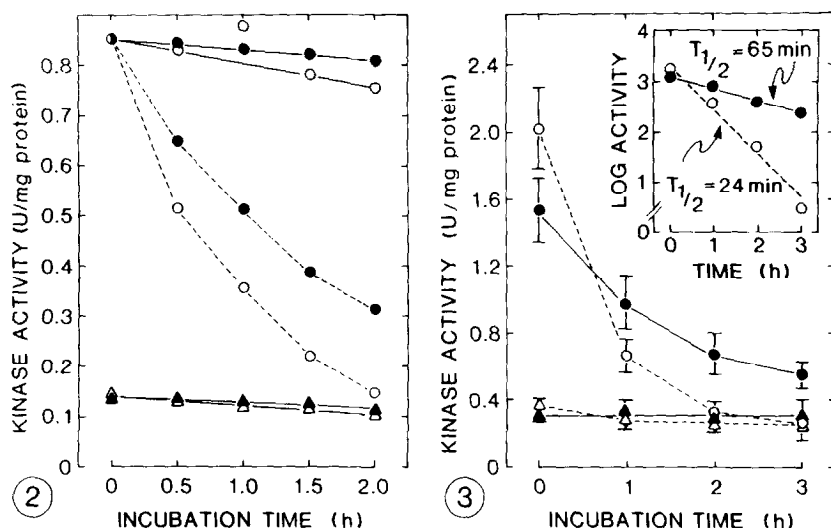 KINASE ACTIVITY (U/mg protein)
0.8
0.7
0.6
0.5
0.4
0.3
0.2
0.1
0
0 0.5 1.0 1.5 2.0
INCUBATION TIME (h)
2
KINASE ACTIVITY (U/mg protein)
2.4
2.0
1.6
1.2
0.8
0.4
0
0 1 2 3
INCUBATION TIME (h)
3
LOG ACTIVITY
4
3
2
1
0
T1/2 = 65 min
T1/2 = 24 min
0 1 2 3
TIME (h)